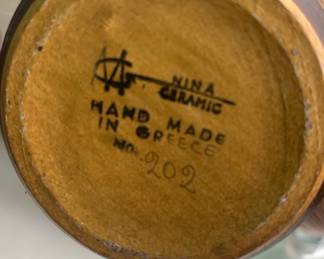 NINA
CERAMIC
HAND MADE
IN GREECE
NO. 202